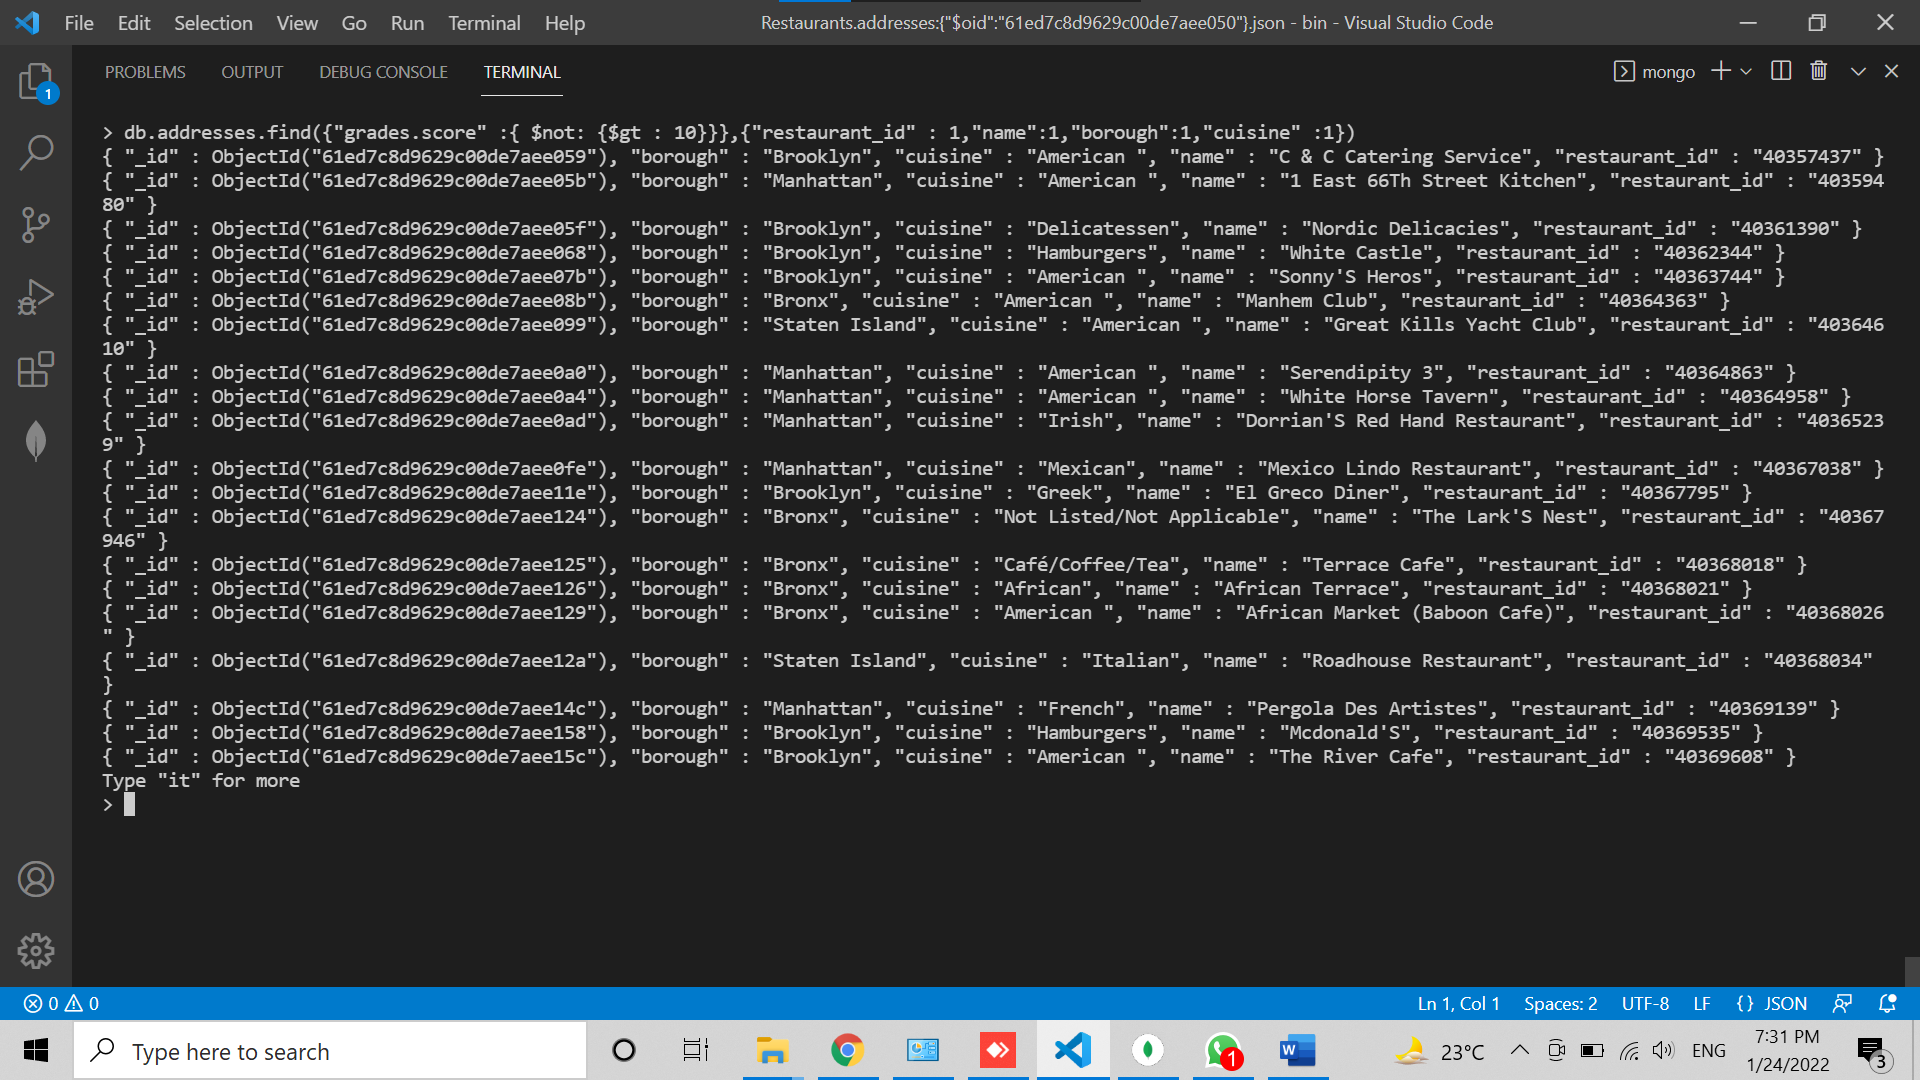 File Edit Selection View Go Run Terminal Help
Restaurants.addresses:{"$oid":"61ed7c8d9629c00de7aee050"}.json - bin - Visual Studio Code
1
PROBLEMS OUTPUT DEBUG CONSOLE TERMINAL
mongo
> db.addresses.find({"grades.score" :{ $not: {$gt : 10}}},{"restaurant_id" : 1,"name":1,"borough":1,"cuisine" :1})
{ "_id" : ObjectId("61ed7c8d9629c00de7aee059"), "borough" : "Brooklyn", "cuisine" : "American ", "name" : "C & C Catering Service", "restaurant_id" : "40357437" }
{ "_id" : ObjectId("61ed7c8d9629c00de7aee05b"), "borough" : "Manhattan", "cuisine" : "American ", "name" : "1 East 66Th Street Kitchen", "restaurant_id" : "403594
80" }
{ "_id" : ObjectId("61ed7c8d9629c00de7aee05f"), "borough" : "Brooklyn", "cuisine" : "Delicatessen", "name" : "Nordic Delicacies", "restaurant_id" : "40361390" }
{ "_id" : ObjectId("61ed7c8d9629c00de7aee068"), "borough" : "Brooklyn", "cuisine" : "Hamburgers", "name" : "White Castle", "restaurant_id" : "40362344" }
{ "_id" : ObjectId("61ed7c8d9629c00de7aee07b"), "borough" : "Brooklyn", "cuisine" : "American ", "name" : "Sonny'S Heros", "restaurant_id" : "40363744" }
{ "_id" : ObjectId("61ed7c8d9629c00de7aee08b"), "borough" : "Bronx", "cuisine" : "American ", "name" : "Manhem Club", "restaurant_id" : "40364363" }
{ "_id" : ObjectId("61ed7c8d9629c00de7aee099"), "borough" : "Staten Island", "cuisine" : "American ", "name" : "Great Kills Yacht Club", "restaurant_id" : "403646
10" }
{ "_id" : ObjectId("61ed7c8d9629c00de7aee0a0"), "borough" : "Manhattan", "cuisine" : "American ", "name" : "Serendipity 3", "restaurant_id" : "40364863" }
{ "_id" : ObjectId("61ed7c8d9629c00de7aee0a4"), "borough" : "Manhattan", "cuisine" : "American ", "name" : "White Horse Tavern", "restaurant_id" : "40364958" }
{ "_id" : ObjectId("61ed7c8d9629c00de7aee0ad"), "borough" : "Manhattan", "cuisine" : "Irish", "name" : "Dorrian'S Red Hand Restaurant", "restaurant_id" : "4036523
9" }
{ "_id" : ObjectId("61ed7c8d9629c00de7aee0fe"), "borough" : "Manhattan", "cuisine" : "Mexican", "name" : "Mexico Lindo Restaurant", "restaurant_id" : "40367038" }
{ "_id" : ObjectId("61ed7c8d9629c00de7aee11e"), "borough" : "Brooklyn", "cuisine" : "Greek", "name" : "El Greco Diner", "restaurant_id" : "40367795" }
{ "_id" : ObjectId("61ed7c8d9629c00de7aee124"), "borough" : "Bronx", "cuisine" : "Not Listed/Not Applicable", "name" : "The Lark'S Nest", "restaurant_id" : "40367
946" }
{ "_id" : ObjectId("61ed7c8d9629c00de7aee125"), "borough" : "Bronx", "cuisine" : "Café/Coffee/Tea", "name" : "Terrace Cafe", "restaurant_id" : "40368018" }
{ "_id" : ObjectId("61ed7c8d9629c00de7aee126"), "borough" : "Bronx", "cuisine" : "African", "name" : "African Terrace", "restaurant_id" : "40368021" }
{ "_id" : ObjectId("61ed7c8d9629c00de7aee129"), "borough" : "Bronx", "cuisine" : "American ", "name" : "African Market (Baboon Cafe)", "restaurant_id" : "40368026
" }
{ "_id" : ObjectId("61ed7c8d9629c00de7aee12a"), "borough" : "Staten Island", "cuisine" : "Italian", "name" : "Roadhouse Restaurant", "restaurant_id" : "40368034"
}
{ "_id" : ObjectId("61ed7c8d9629c00de7aee14c"), "borough" : "Manhattan", "cuisine" : "French", "name" : "Pergola Des Artistes", "restaurant_id" : "40369139" }
{ "_id" : ObjectId("61ed7c8d9629c00de7aee158"), "borough" : "Brooklyn", "cuisine" : "Hamburgers", "name" : "Mcdonald'S", "restaurant_id" : "40369535" }
{ "_id" : ObjectId("61ed7c8d9629c00de7aee15c"), "borough" : "Brooklyn", "cuisine" : "American ", "name" : "The River Cafe", "restaurant_id" : "40369608" }
Type "it" for more
>
0 0
Ln 1, Col 1 Spaces: 2 UTF-8 LF {} JSON
Type here to search
1
W
23°C
ENG
7:31 PM
1/24/2022
3